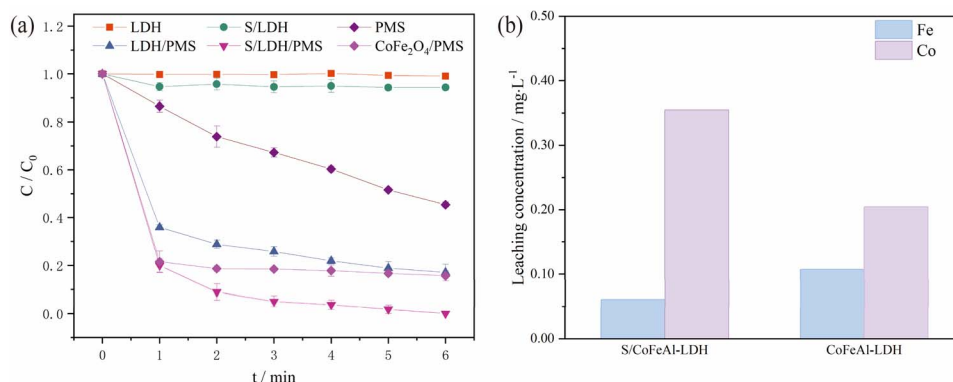 (a)
LDH S/LDH PMS
LDH/PMS S/LDH/PMS CoFe₂O₄/PMS
1.2
1.0
0.8
0.6
0.4
0.2
0.0
C / C₀
0 1 2 3 4 5 6
t / min
(b)
Fe
Co
0.50
0.40
0.30
0.20
0.10
0.00
Leaching concentration / mg·L⁻¹
S/CoFeAl-LDH CoFeAl-LDH